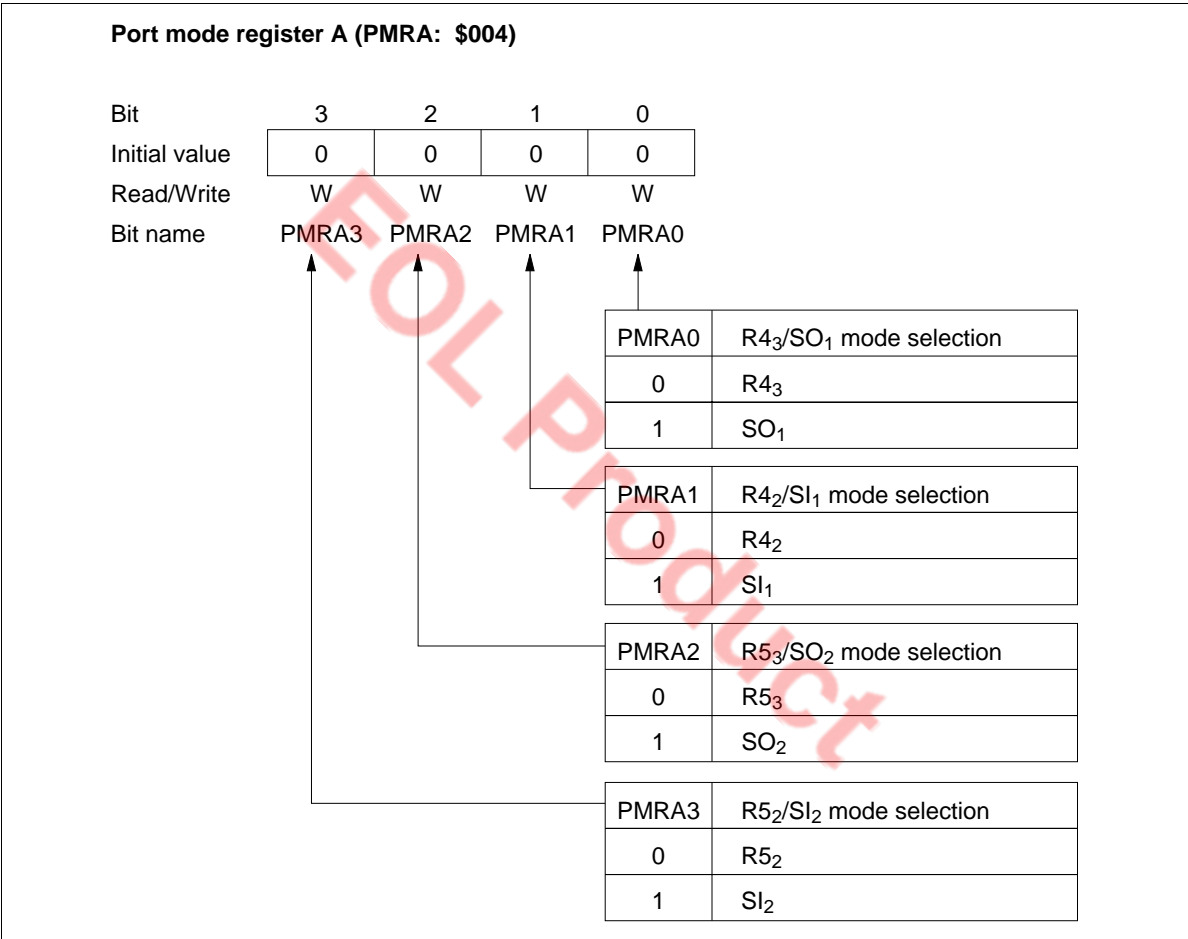 Port mode register A (PMRA: $004)
Bit 3 2 1 0
Initial value 0 0 0 0
Read/Write W W W W
Bit name PMRA3 PMRA2 PMRA1 PMRA0
PMRA0 R4₃/SO₁ mode selection
0 R4₃
1 SO₁
PMRA1 R4₂/SI₁ mode selection
0 R4₂
1 SI₁
PMRA2 R5₃/SO₂ mode selection
0 R5₃
1 SO₂
PMRA3 R5₂/SI₂ mode selection
0 R5₂
1 SI₂
EOL Product